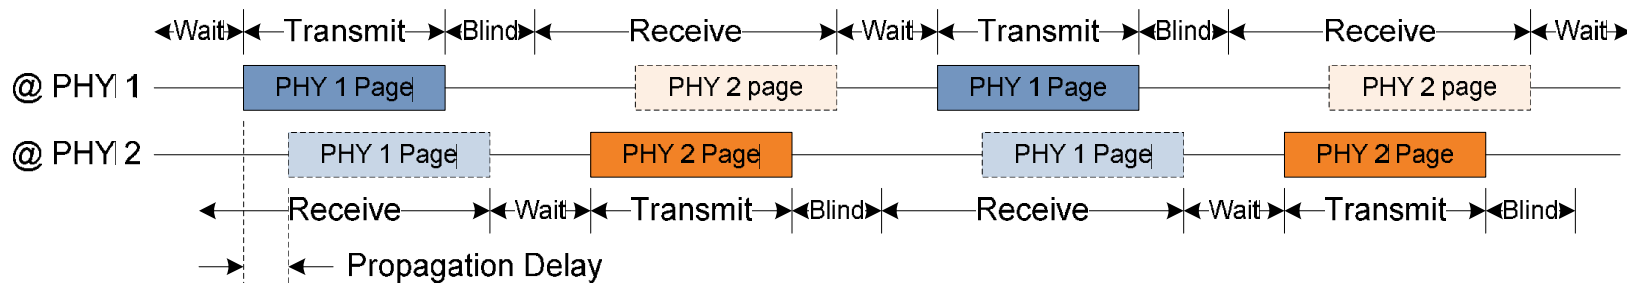 Wait Transmit Blind Receive Wait Transmit Blind Receive Wait
@ PHY 1 PHY 1 Page PHY 2 page PHY 1 Page PHY 2 page
@ PHY 2 PHY 1 Page PHY 2 Page PHY 1 Page PHY 2 Page
Receive Wait Transmit Blind Receive Wait Transmit Blind
Propagation Delay